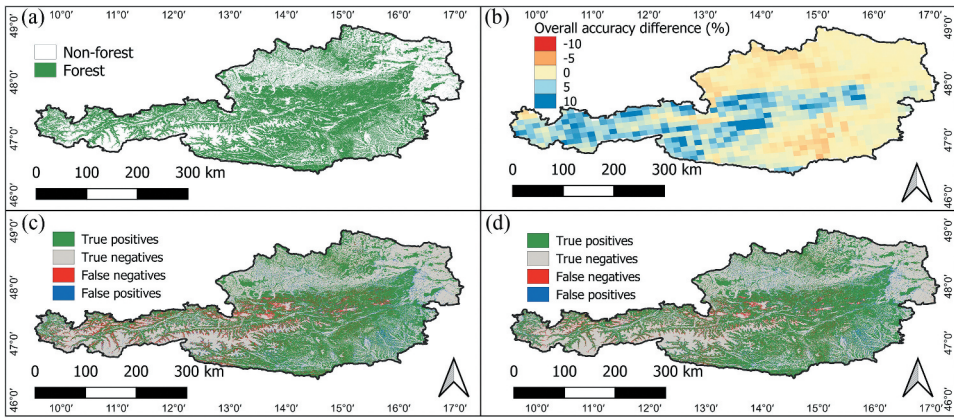 10°0' 11°0' 12°0' 13°0' 14°0' 15°0' 16°0' 17°0'
10°0' 11°0' 12°0' 13°0' 14°0' 15°0' 16°0' 17°0'
(a)
Non-forest
Forest
0 100 200 300 km
49°0'
48°0'
47°0'
46°0'
(b)
Overall accuracy difference (%)
-10
-5
0
5
10
0 100 200 300 km
49°0'
48°0'
47°0'
46°0'
(c)
True positives
True negatives
False negatives
False positives
0 100 200 300 km
49°0'
48°0'
47°0'
46°0'
(d)
True positives
True negatives
False negatives
False positives
0 100 200 300 km
49°0'
48°0'
47°0'
46°0'
10°0' 11°0' 12°0' 13°0' 14°0' 15°0' 16°0' 17°0'
10°0' 11°0' 12°0' 13°0' 14°0' 15°0' 16°0' 17°0'